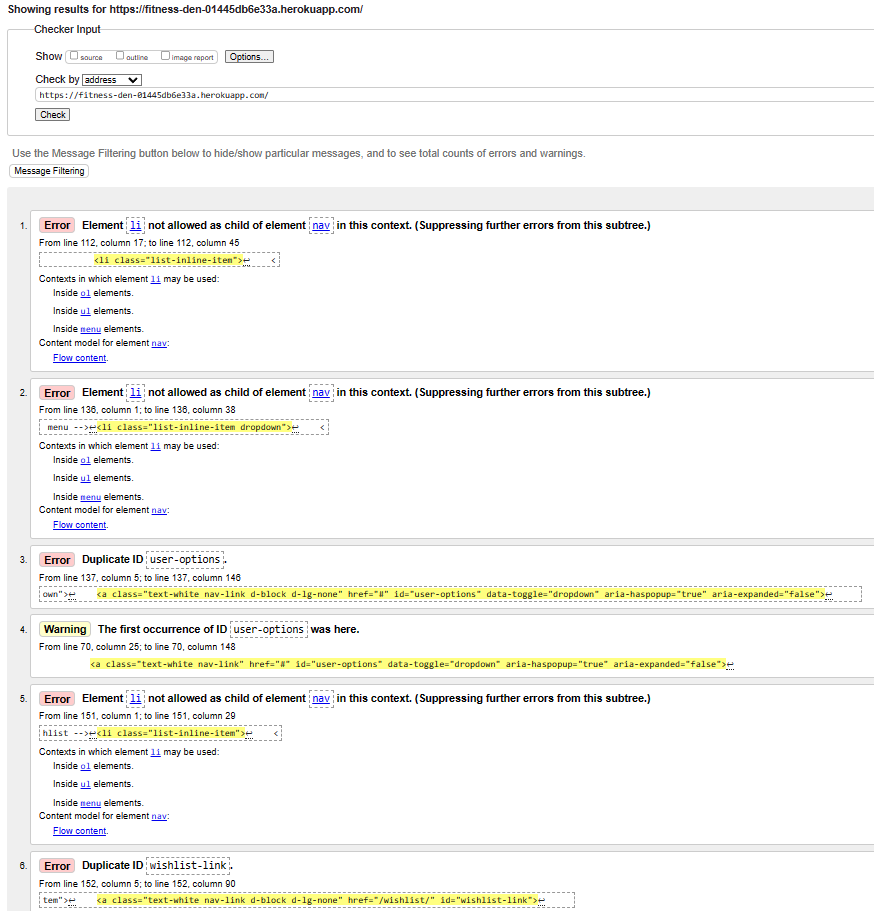 Showing results for https://fitness-den-01445db6e33a.herokuapp.com/
Checker Input
Show source outline image report Options...
Check by address
https://fitness-den-01445db6e33a.herokuapp.com/
Check
Use the Message Filtering button below to hide/show particular messages, and to see total counts of errors and warnings.
Message Filtering
1. Error Element li not allowed as child of element nav in this context. (Suppressing further errors from this subtree.)
From line 112, column 17; to line 112, column 45
<li class="list-inline-item">↩ <
Contexts in which element li may be used:
Inside ol elements.
Inside ul elements.
Inside menu elements.
Content model for element nav:
Flow content.
2. Error Element li not allowed as child of element nav in this context. (Suppressing further errors from this subtree.)
From line 136, column 1; to line 136, column 38
menu -->↩<li class="list-inline-item dropdown">↩ <
Contexts in which element li may be used:
Inside ol elements.
Inside ul elements.
Inside menu elements.
Content model for element nav:
Flow content.
3. Error Duplicate ID user-options.
From line 137, column 5; to line 137, column 146
own">↩ <a class="text-white nav-link d-block d-lg-none" href="#" id="user-options" data-toggle="dropdown" aria-haspopup="true" aria-expanded="false">↩
4. Warning The first occurrence of ID user-options was here.
From line 70, column 25; to line 70, column 148
<a class="text-white nav-link" href="#" id="user-options" data-toggle="dropdown" aria-haspopup="true" aria-expanded="false">↩
5. Error Element li not allowed as child of element nav in this context. (Suppressing further errors from this subtree.)
From line 151, column 1; to line 151, column 29
hlist -->↩<li class="list-inline-item">↩ <
Contexts in which element li may be used:
Inside ol elements.
Inside ul elements.
Inside menu elements.
Content model for element nav:
Flow content.
6. Error Duplicate ID wishlist-link.
From line 152, column 5; to line 152, column 90
tem">↩ <a class="text-white nav-link d-block d-lg-none" href="/wishlist/" id="wishlist-link">↩